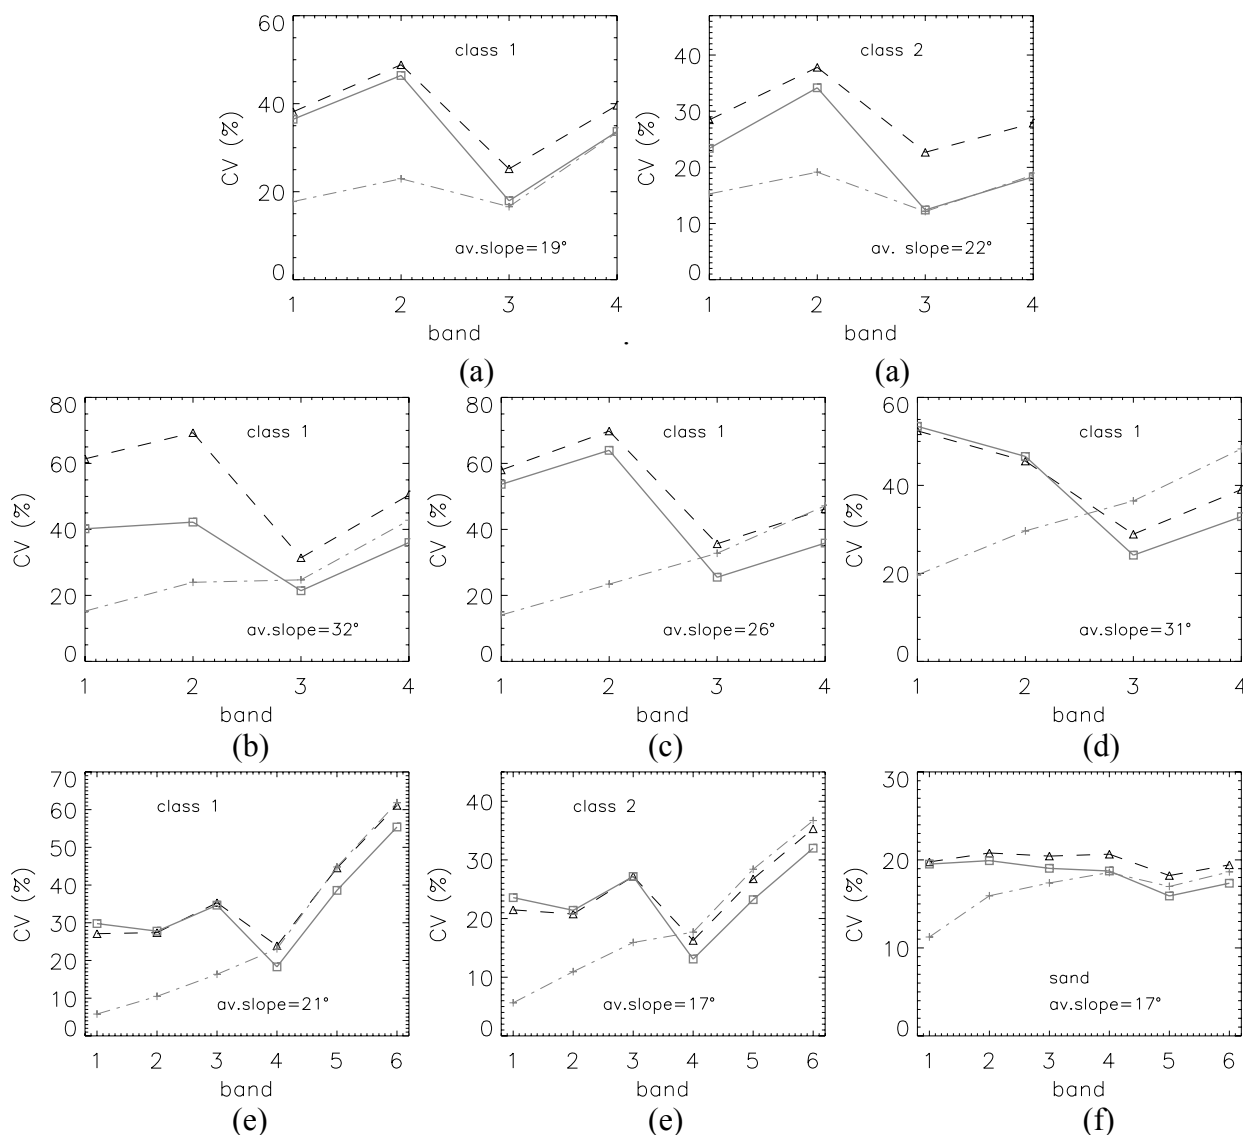 60
40
20
0
CV (%)
class 1
av.slope=19°
1 2 3 4
band
(a)
40
30
20
10
0
CV (%)
class 2
av. slope=22°
1 2 3 4
band
(a)
80
60
40
20
0
CV (%)
class 1
av.slope=32°
1 2 3 4
band
(b)
80
60
40
20
0
CV (%)
class 1
av.slope=26°
1 2 3 4
band
(c)
60
40
20
0
CV (%)
class 1
av.slope=31°
1 2 3 4
band
(d)
70
60
50
40
30
20
10
0
CV (%)
class 1
av.slope=21°
1 2 3 4 5 6
band
(e)
40
30
20
10
0
CV (%)
class 2
av.slope=17°
1 2 3 4 5 6
band
(e)
30
20
10
0
CV (%)
sand
av.slope=17°
1 2 3 4 5 6
band
(f)